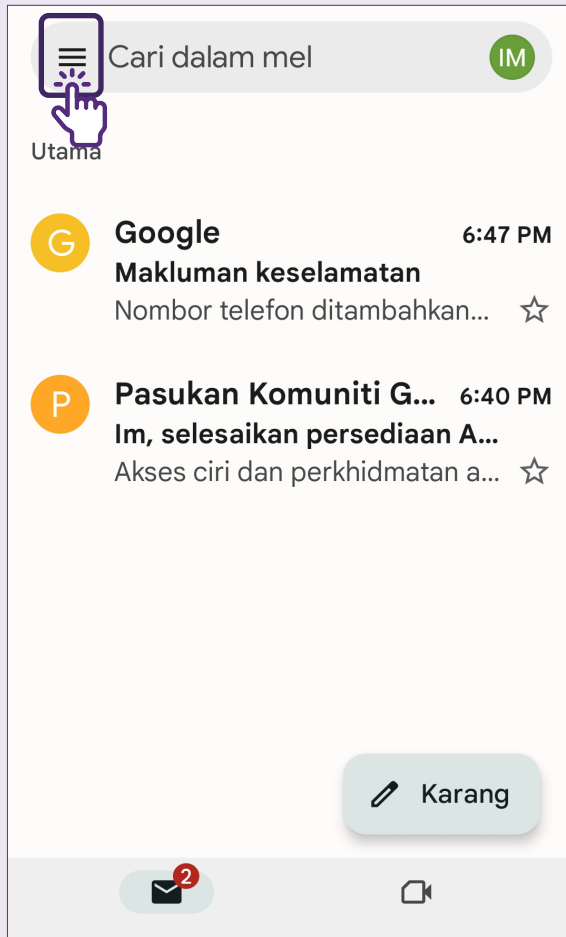 Cari dalam mel
IM
Utama
G
Google
6:47 PM
Makluman keselamatan
Nombor telefon ditambahkan...
P
Pasukan Komuniti G...
6:40 PM
Im, selesaikan persediaan A...
Akses ciri dan perkhidmatan a...
Karang
2